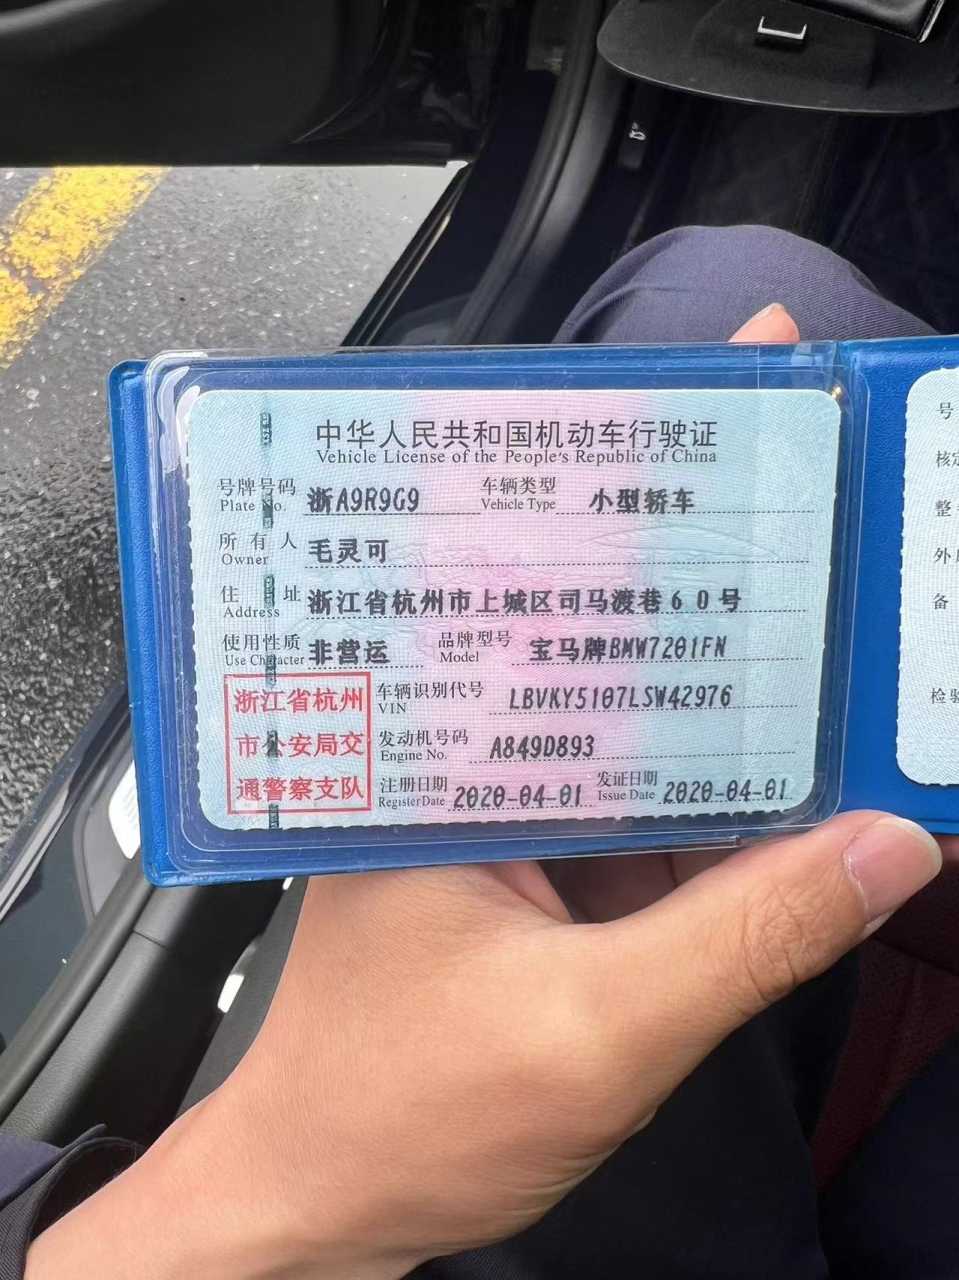 中华人民共和国机动车行驶证
Vehicle License of the People's Republic of China
号牌号码 浙A9R9G9 车辆类型 小型轿车
Plate No. Vehicle Type
所有人 毛灵可
Owner
住址 浙江省杭州市上城区司马渡巷60号
Address
使用性质 非营运 品牌型号 宝马牌BMW7201FN
Use Character Model
浙江省杭州
市公安局交
通警察支队
车辆识别代号 LBVKY5107LSW42976
VIN
发动机号码 A849D893
Engine No.
注册日期 2020-04-01 发证日期 2020-04-01
Register Date Issue Date
号
核定
整
外
备
检验